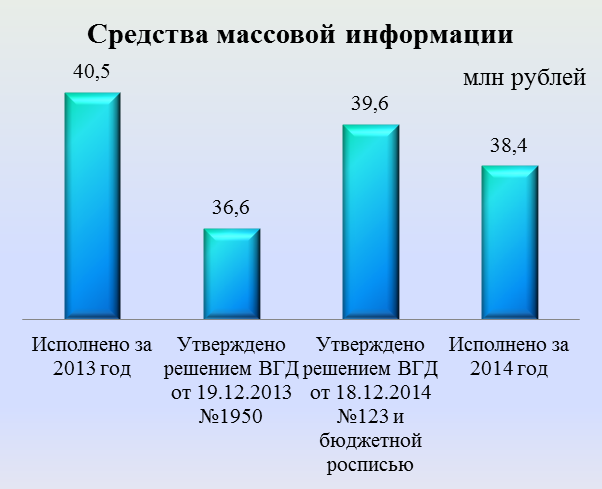 Средства массовой информации
млн рублей
40,5
36,6
39,6
38,4
Исполнено за
2013 год
Утверждено
решением ВГД
от 19.12.2013
№1950
Утверждено
решением ВГД
от 18.12.2014
№123 и
бюджетной
росписью
Исполнено за
2014 год